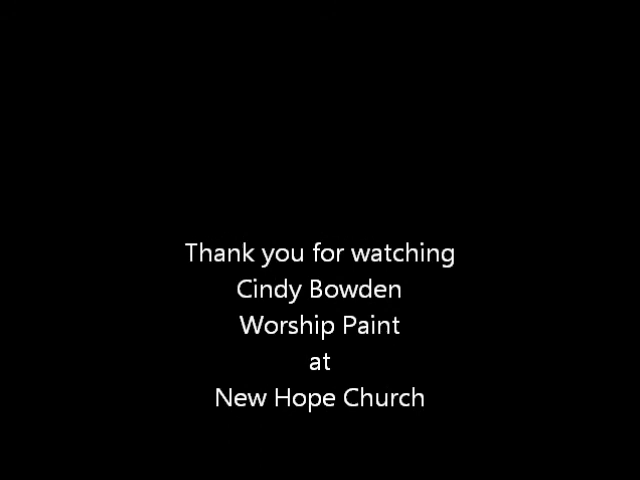 Thank you for watching
Cindy Bowden
Worship Paint
at
New Hope Church